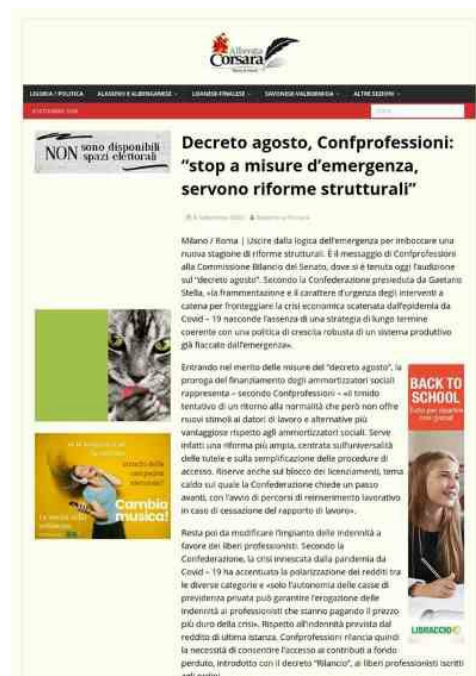 Albenga
Corsara
LIGURIA / POLITICA ALASSINO E ALBENGANESE LOANESE-FINALESE SAVONESE-VALBORMIDA ALTRE SEZIONI
NON sono disponibili
spazi elettorali
Decreto agosto, Confprofessioni:
“stop a misure d’emergenza,
servono riforme strutturali”
Milano / Roma | Uscire dalla logica dell'emergenza per imboccare una
nuova stagione di riforme strutturali. È il messaggio di Confprofessioni
alla Commissione Bilancio del Senato, dove si è tenuta oggi l'audizione
sul “decreto agosto”. Secondo la Confederazione presieduta da Gaetano
Stella, «la frammentazione e il carattere d'urgenza degli interventi a
catena per fronteggiare la crisi economica scatenata dall'epidemia da
Covid – 19 nasconde l'assenza di una strategia di lungo termine
coerente con una politica di crescita robusta di un sistema produttivo
già fiaccato dall'emergenza».
Entrando nel merito delle misure del “decreto agosto”, la
proroga del finanziamento degli ammortizzatori sociali
rappresenta – secondo Confprofessioni – «il timido
tentativo di un ritorno alla normalità che però non offre
nuovi stimoli ai datori di lavoro e alternative più
vantaggiose rispetto agli ammortizzatori sociali. Serve
infatti una riforma più ampia, centrata sull'universalità
delle tutele e sulla semplificazione delle procedure di
accesso. Riserve anche sul blocco dei licenziamenti, tema
caldo sul quale la Confederazione chiede un passo
avanti, con l'avvio di percorsi di reinserimento lavorativo
in caso di cessazione del rapporto di lavoro».
Resta poi da modificare l'impianto delle indennità a
favore dei liberi professionisti. Secondo la
Confederazione, la crisi innescata dalla pandemia da
Covid – 19 ha accentuato la polarizzazione dei redditi tra
le diverse categorie e «solo l'autonomia delle casse di
previdenza privata può garantire l'erogazione delle
indennità ai professionisti che stanno pagando il prezzo
più duro della crisi». Rispetto all'indennità prevista dal
reddito di ultima istanza, Confprofessioni rilancia quindi
la necessità di consentire l'accesso ai contributi a fondo
perduto, introdotto con il decreto “Rilancio”, ai liberi professionisti iscritti
agli ordini
Cambia
musica!
BACK TO
SCHOOL
LIBRACCIO